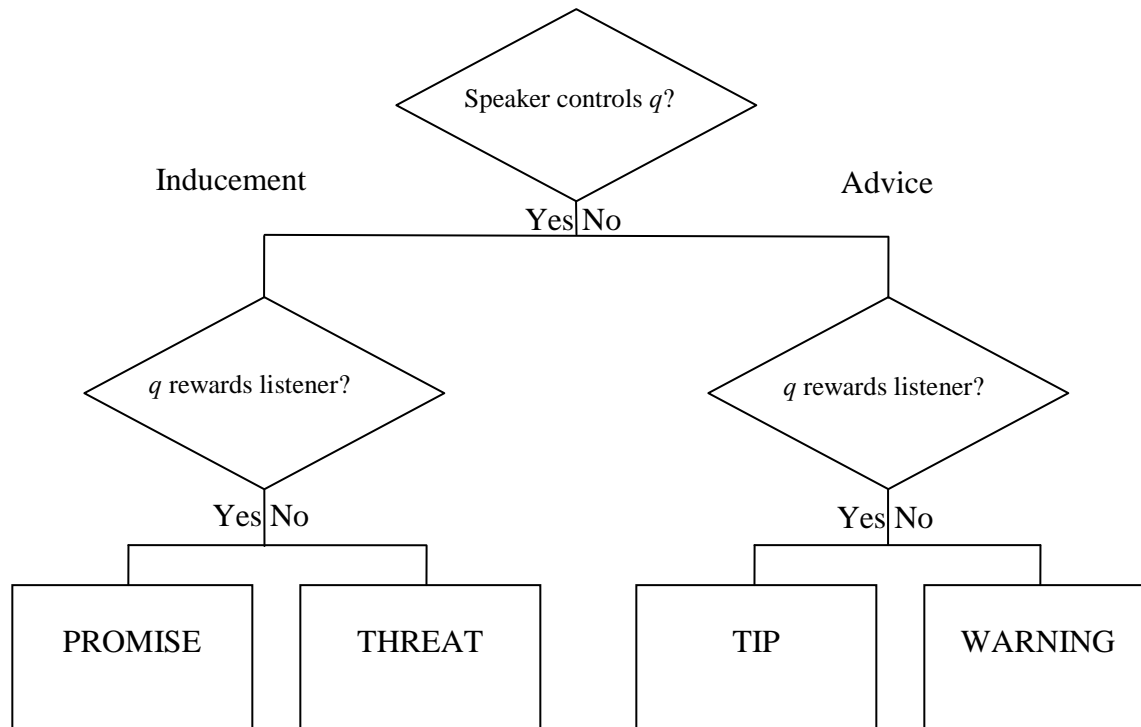 Speaker controls q?
Inducement
Advice
Yes No
q rewards listener?
q rewards listener?
Yes No
Yes No
PROMISE
THREAT
TIP
WARNING